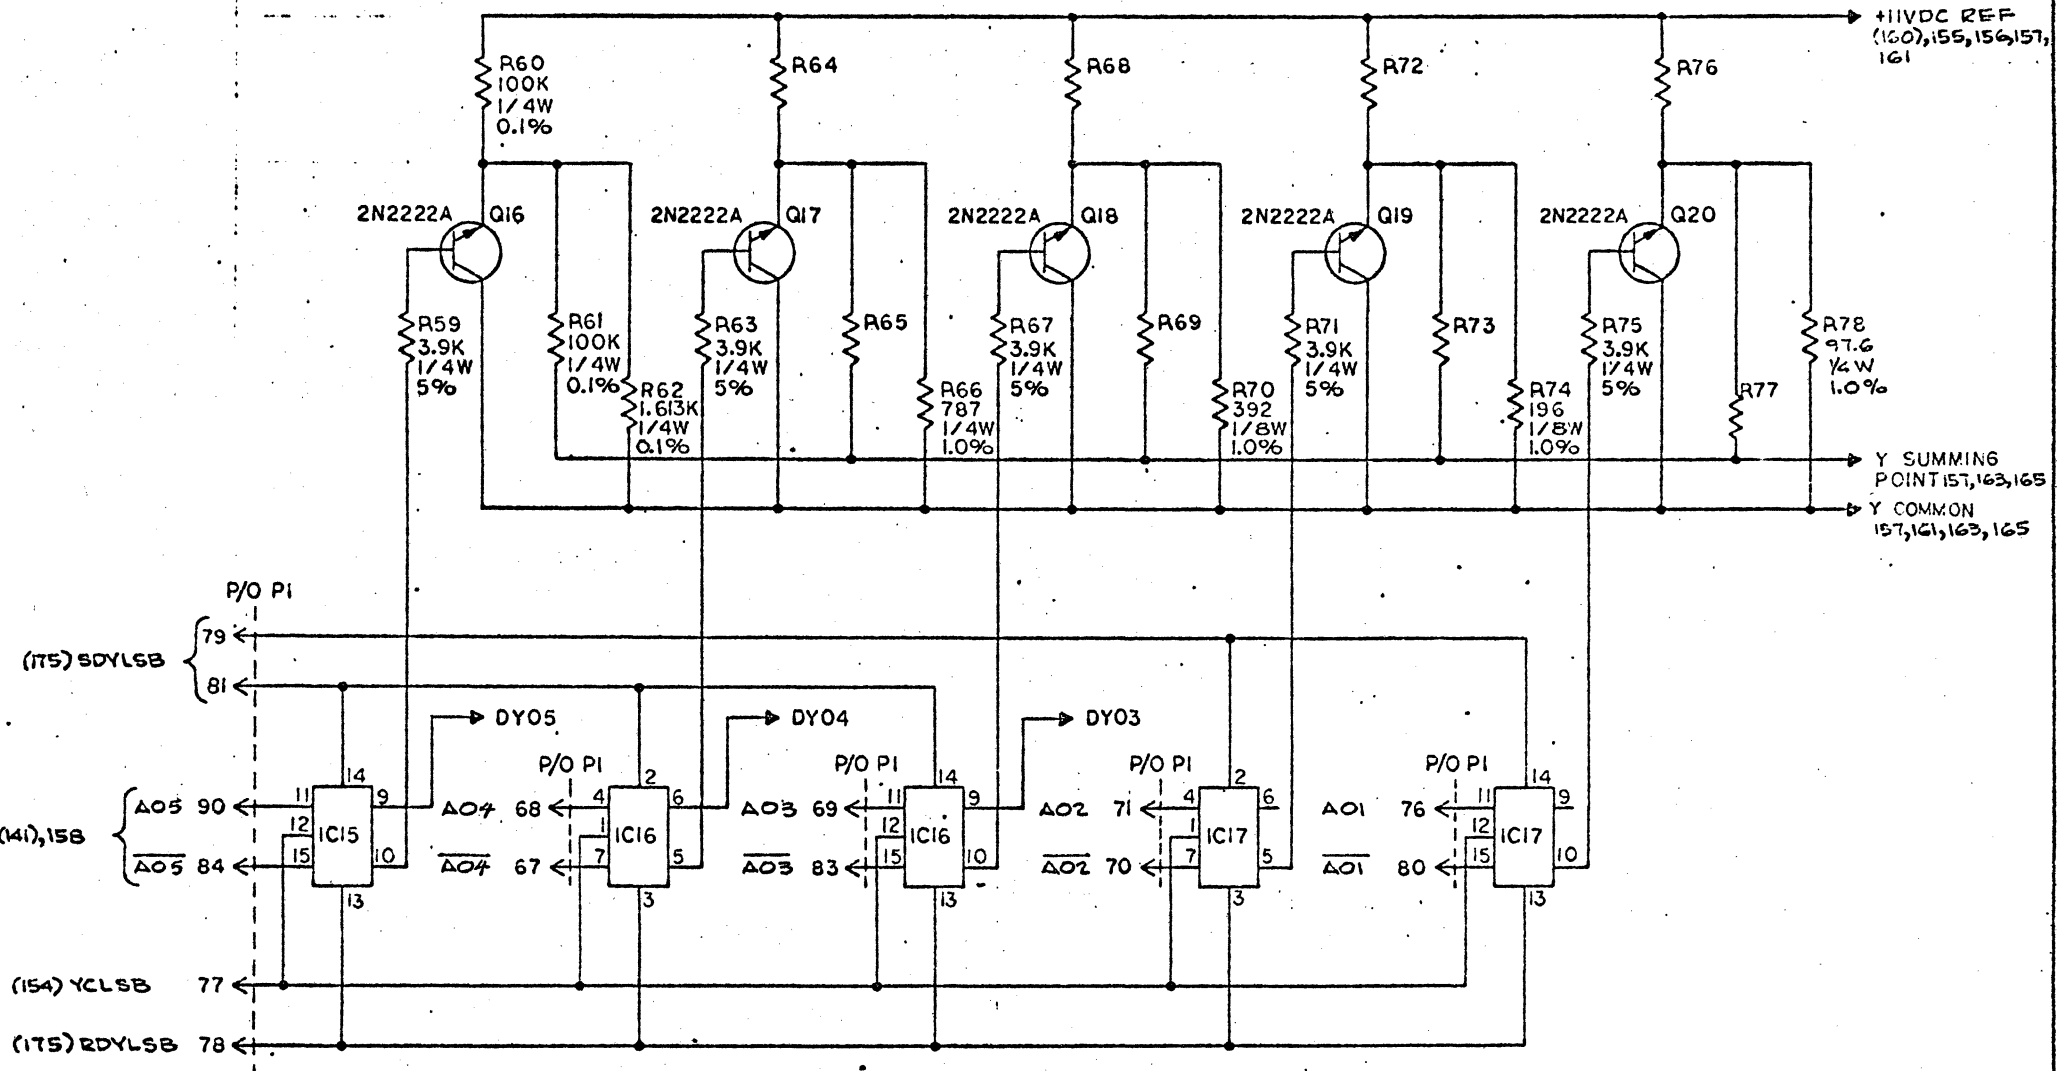 +11VDC REF
(160), 155, 156, 157,
161
R60
100K
1/4W
0.1%
R64
R68
R72
R76
2N2222A Q16
2N2222A Q17
2N2222A Q18
2N2222A Q19
2N2222A Q20
R59
3.9K
1/4W
5%
R61
100K
1/4W
0.1%
R62
1.613K
1/4W
0.1%
R63
3.9K
1/4W
5%
R65
R66
787
1/4W
1.0%
R67
3.9K
1/4W
5%
R69
R70
392
1/8W
1.0%
R71
3.9K
1/4W
5%
R73
R74
196
1/8W
1.0%
R75
3.9K
1/4W
5%
R77
R78
97.6
1.0%
Y SUMMING
POINT 157, 163, 165
Y COMMON
157, 161, 163, 165
P/O P1
79
(175) SDYLSB
81
DY05
DY04
DY03
P/O P1
P/O P1
P/O P1
P/O P1
14
2
14
2
14
A05 90 11 9
A04 68 4 6
A03 69 11 9
A02 71 4 6
A01 76 11 9
(141), 158
12 IC15
1 IC16
12 IC16
1 IC17
12 IC17
A05 84 15 10
A04 67 7 5
A03 83 15 10
A02 70 7 5
A01 80 15 10
13
3
13
3
13
(154) YCLSB 77
(175) RDYLSB 78